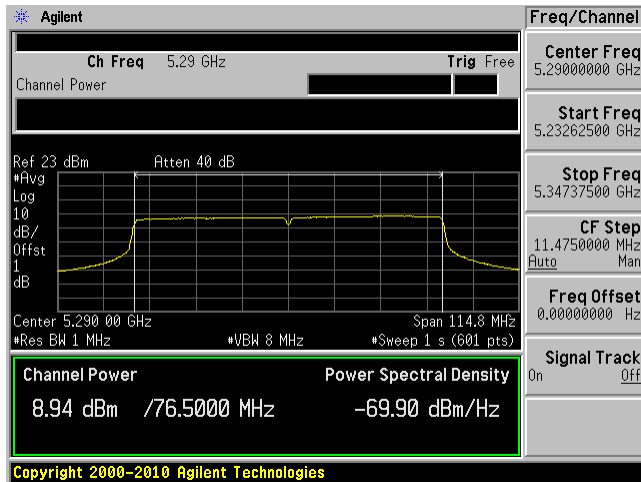 Agilent
Freq/Channel
Ch Freq 5.29 GHz Trig Free
Channel Power
Center Freq
5.29000000 GHz
Start Freq
5.23262500 GHz
Stop Freq
5.34737500 GHz
CF Step
11.4750000 MHz
Auto Man
Freq Offset
0.00000000 Hz
Signal Track
On Off
Ref 23 dBm Atten 40 dB
#Avg
Log
10
dB/
Offst
1
dB
Center 5.290 00 GHz Span 114.8 MHz
#Res BW 1 MHz #VBW 8 MHz #Sweep 1 s (601 pts)
Channel Power Power Spectral Density
8.94 dBm /76.5000 MHz -69.90 dBm/Hz
Copyright 2000-2010 Agilent Technologies